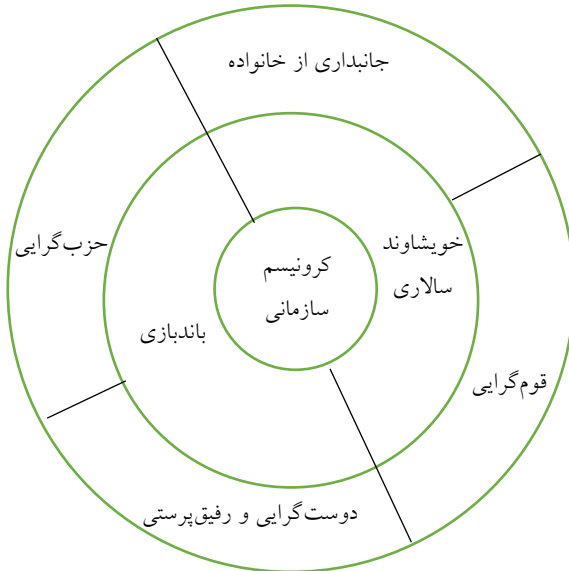 جانبداری از خانواده
حزب‌گرایی
خویشاوند
سالاری
کرونیسم
سازمانی
باندبازی
قوم‌گرایی
دوست‌گرایی و رفیق‌پرستی